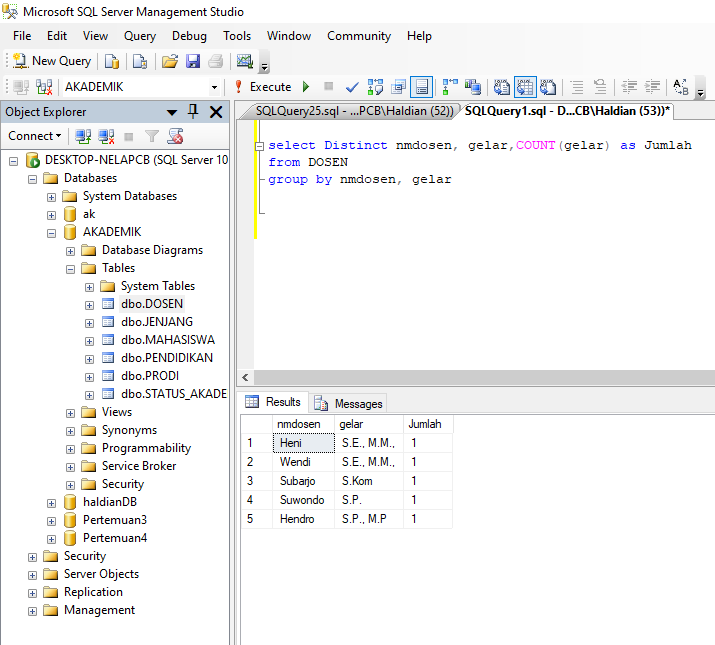 Microsoft SQL Server Management Studio
File Edit View Query Debug Tools Window Community Help
New Query
AKADEMIK Execute
Object Explorer
Connect
DESKTOP-NELAPCB (SQL Server 10
Databases
System Databases
ak
AKADEMIK
Database Diagrams
Tables
System Tables
dbo.DOSEN
dbo.JENJANG
dbo.MAHASISWA
dbo.PENDIDIKAN
dbo.PRODI
dbo.STATUS_AKADE
Views
Synonyms
Programmability
Service Broker
Security
haldianDB
Pertemuan3
Pertemuan4
Security
Server Objects
Replication
Management
SQLQuery25.sql - ...PCB\Haldian (52)) SQLQuery1.sql - D...CB\Haldian (53))*
select Distinct nmdosen, gelar,COUNT(gelar) as Jumlah
from DOSEN
group by nmdosen, gelar
Results Messages
nmdosen gelar Jumlah
1 Heni S.E., M.M., 1
2 Wendi S.E., M.M., 1
3 Subarjo S.Kom 1
4 Suwondo S.P. 1
5 Hendro S.P., M.P 1